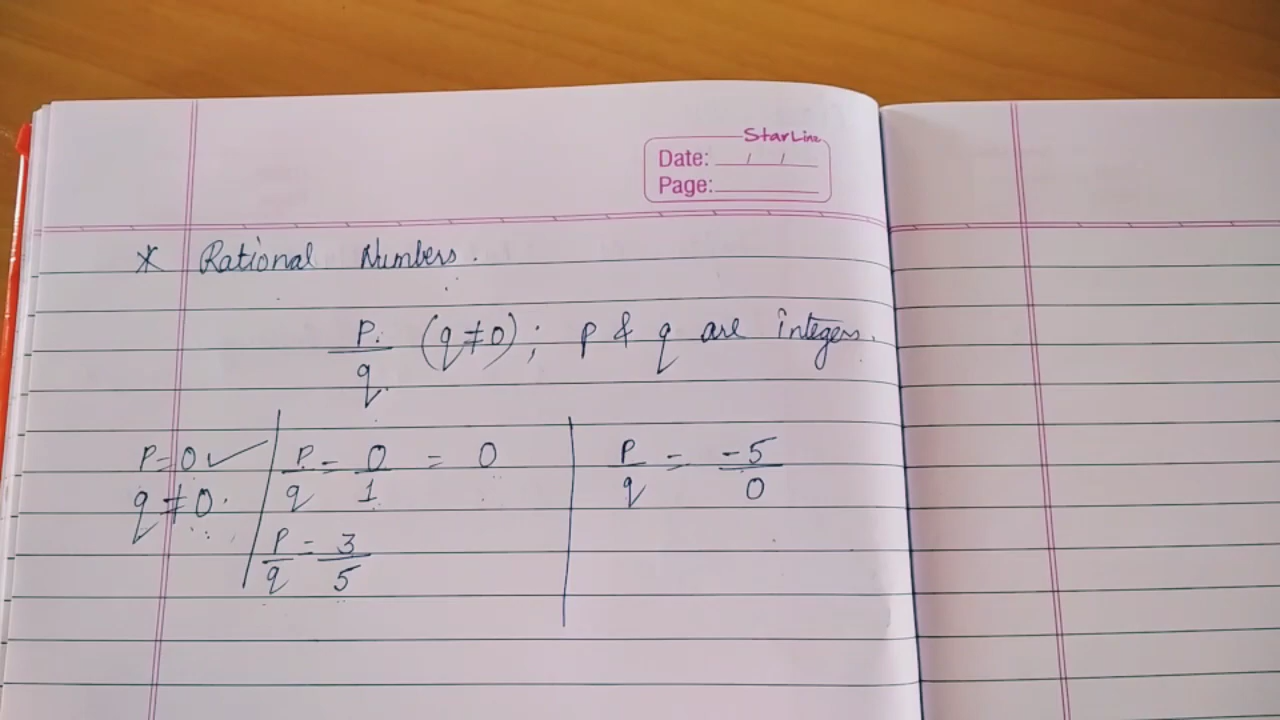 StarLine
Date: / /
Page:
* Rational Numbers.
p/q (q≠0); p & q are integers.
P=0 ✓ | P/q = 0/1 = 0 | P/q = -5/0
q≠0. | P/q = 3/5